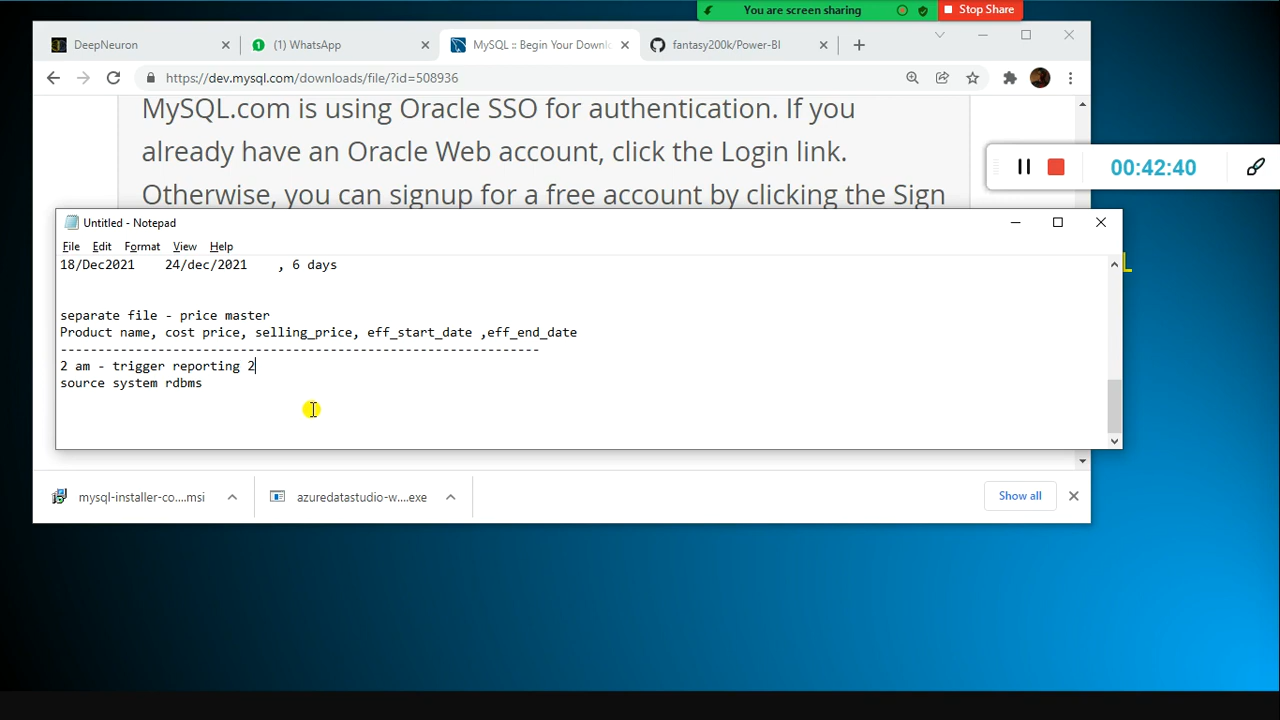 You are screen sharing
Stop Share
DeepNeuron
(1) WhatsApp
MySQL :: Begin Your Downl
fantasy200k/Power-BI
https://dev.mysql.com/downloads/file/?id=508936
MySQL.com is using Oracle SSO for authentication. If you
already have an Oracle Web account, click the Login link.
Otherwise, you can signup for a free account by clicking the Sign
00:42:40
Untitled - Notepad
File Edit Format View Help
18/Dec2021 24/dec/2021 , 6 days
separate file - price master
Product name, cost price, selling_price, eff_start_date ,eff_end_date
----------------------------------------------------------------
2 am - trigger reporting 2
source system rdbms
mysql-installer-co....msi
azuredatastudio-w....exe
Show all